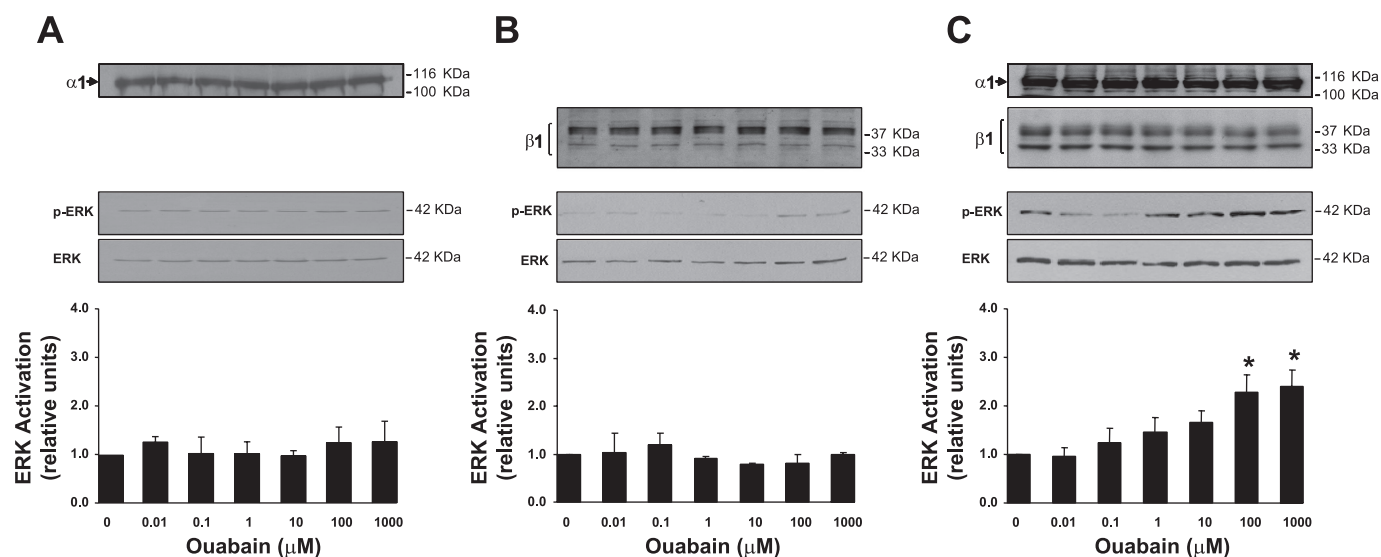 A
α1
-116 KDa
-100 KDa
p-ERK
-42 KDa
ERK
-42 KDa
ERK Activation
(relative units)
4.0
3.0
2.0
1.0
0.0
0 0.01 0.1 1 10 100 1000
Ouabain (μM)
B
β1
-37 KDa
-33 KDa
p-ERK
-42 KDa
ERK
-42 KDa
ERK Activation
(relative units)
4.0
3.0
2.0
1.0
0.0
0 0.01 0.1 1 10 100 1000
Ouabain (μM)
C
α1
-116 KDa
-100 KDa
β1
-37 KDa
-33 KDa
p-ERK
-42 KDa
ERK
-42 KDa
ERK Activation
(relative units)
4.0
3.0
2.0
1.0
0.0
* *
0 0.01 0.1 1 10 100 1000
Ouabain (μM)